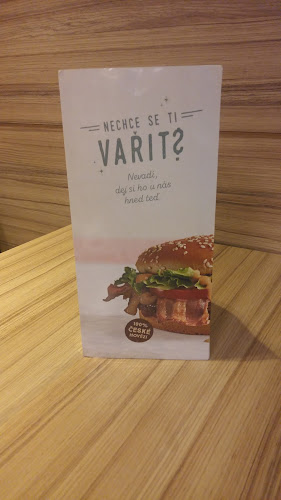 NECHCE SE TI
VAŘIT?
Nevadí,
dej si ho u nás
hned teď.
100%
ČESKÉ
HOVĚZÍ